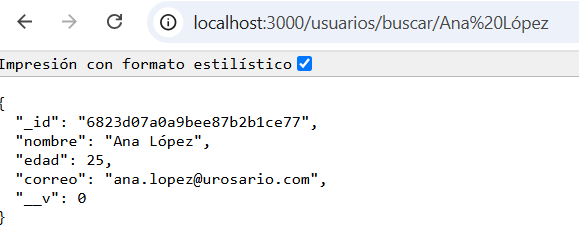 localhost:3000/usuarios/buscar/Ana%20López
Impresión con formato estilístico
{
  "_id": "6823d07a0a9bee87b2b1ce77",
  "nombre": "Ana López",
  "edad": 25,
  "correo": "ana.lopez@urosario.com",
  "__v": 0
}